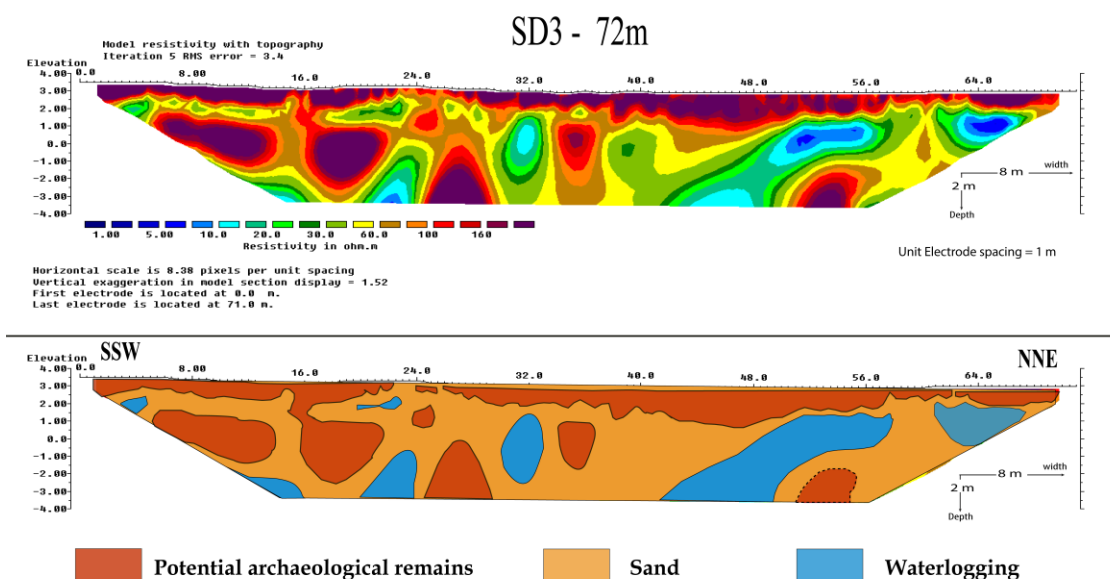 SD3 - 72m
Model resistivity with topography
Iteration 5 RMS error = 3.4
Elevation
0.0 8.00 16.0 24.0 32.0 40.0 48.0 56.0 64.0
4.00
3.00
2.00
1.00
0.0
-1.00
-2.00
-3.00
-4.00
width
8 m
2 m
Depth
1.00 5.00 10.0 20.0 30.0 60.0 100 160
Resistivity in ohm.m
Unit Electrode spacing = 1 m
Horizontal scale is 8.38 pixels per unit spacing
Vertical exaggeration in model section display = 1.52
First electrode is located at 0.0 m.
Last electrode is located at 71.0 m.
SSW NNE
Elevation
0.0 8.00 16.0 24.0 32.0 40.0 48.0 56.0 64.0
4.00
3.00
2.00
1.00
0.0
-1.00
-2.00
-3.00
-4.00
8 m width
2 m
Depth
Potential archaeological remains Sand Waterlogging